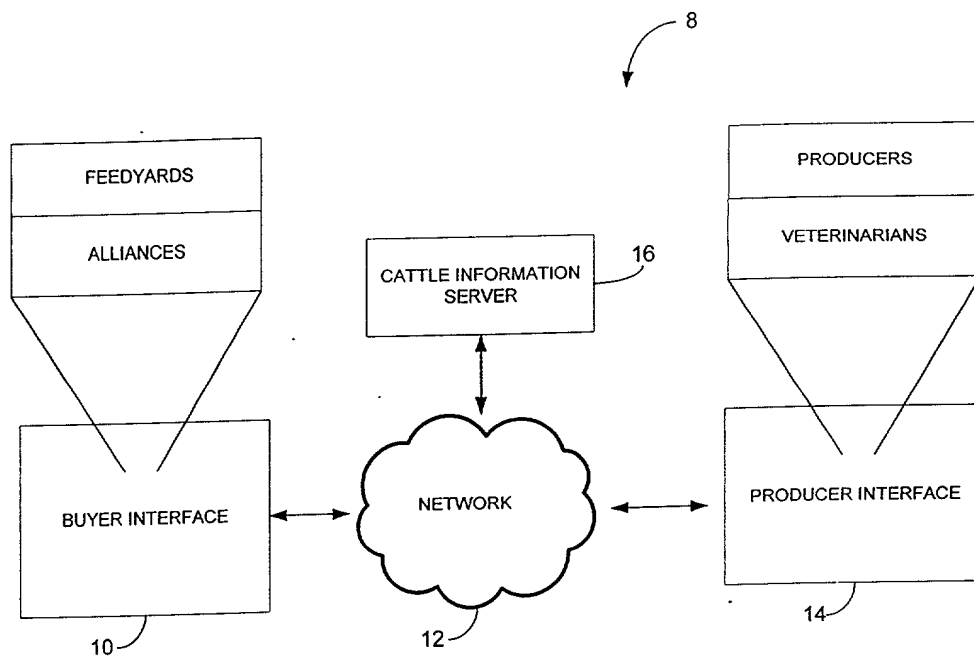 8
FEEDYARDS
ALLIANCES
PRODUCERS
VETERINARIANS
CATTLE INFORMATION
SERVER
16
BUYER INTERFACE
NETWORK
PRODUCER INTERFACE
10
12
14